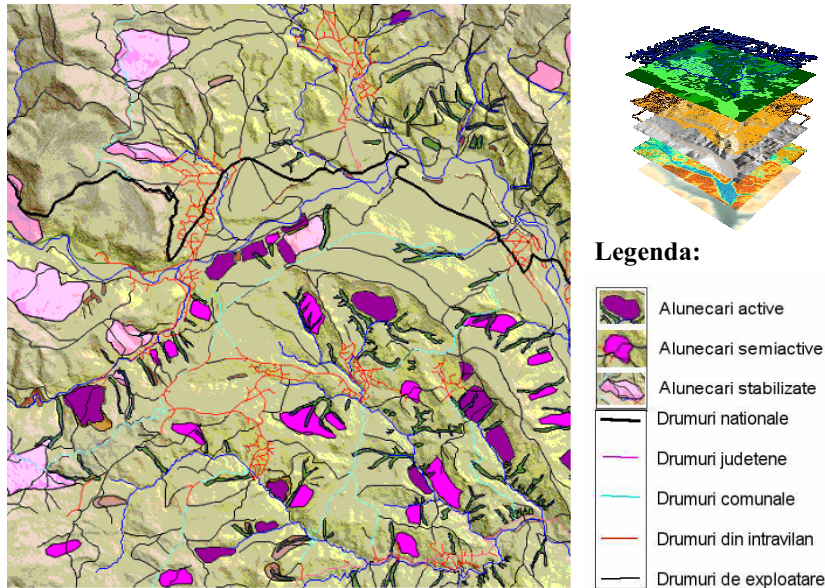 Legenda:
Alunecari active
Alunecari semiactive
Alunecari stabilizate
Drumuri nationale
Drumuri judetene
Drumuri comunale
Drumuri din intravilan
Drumuri de exploatare